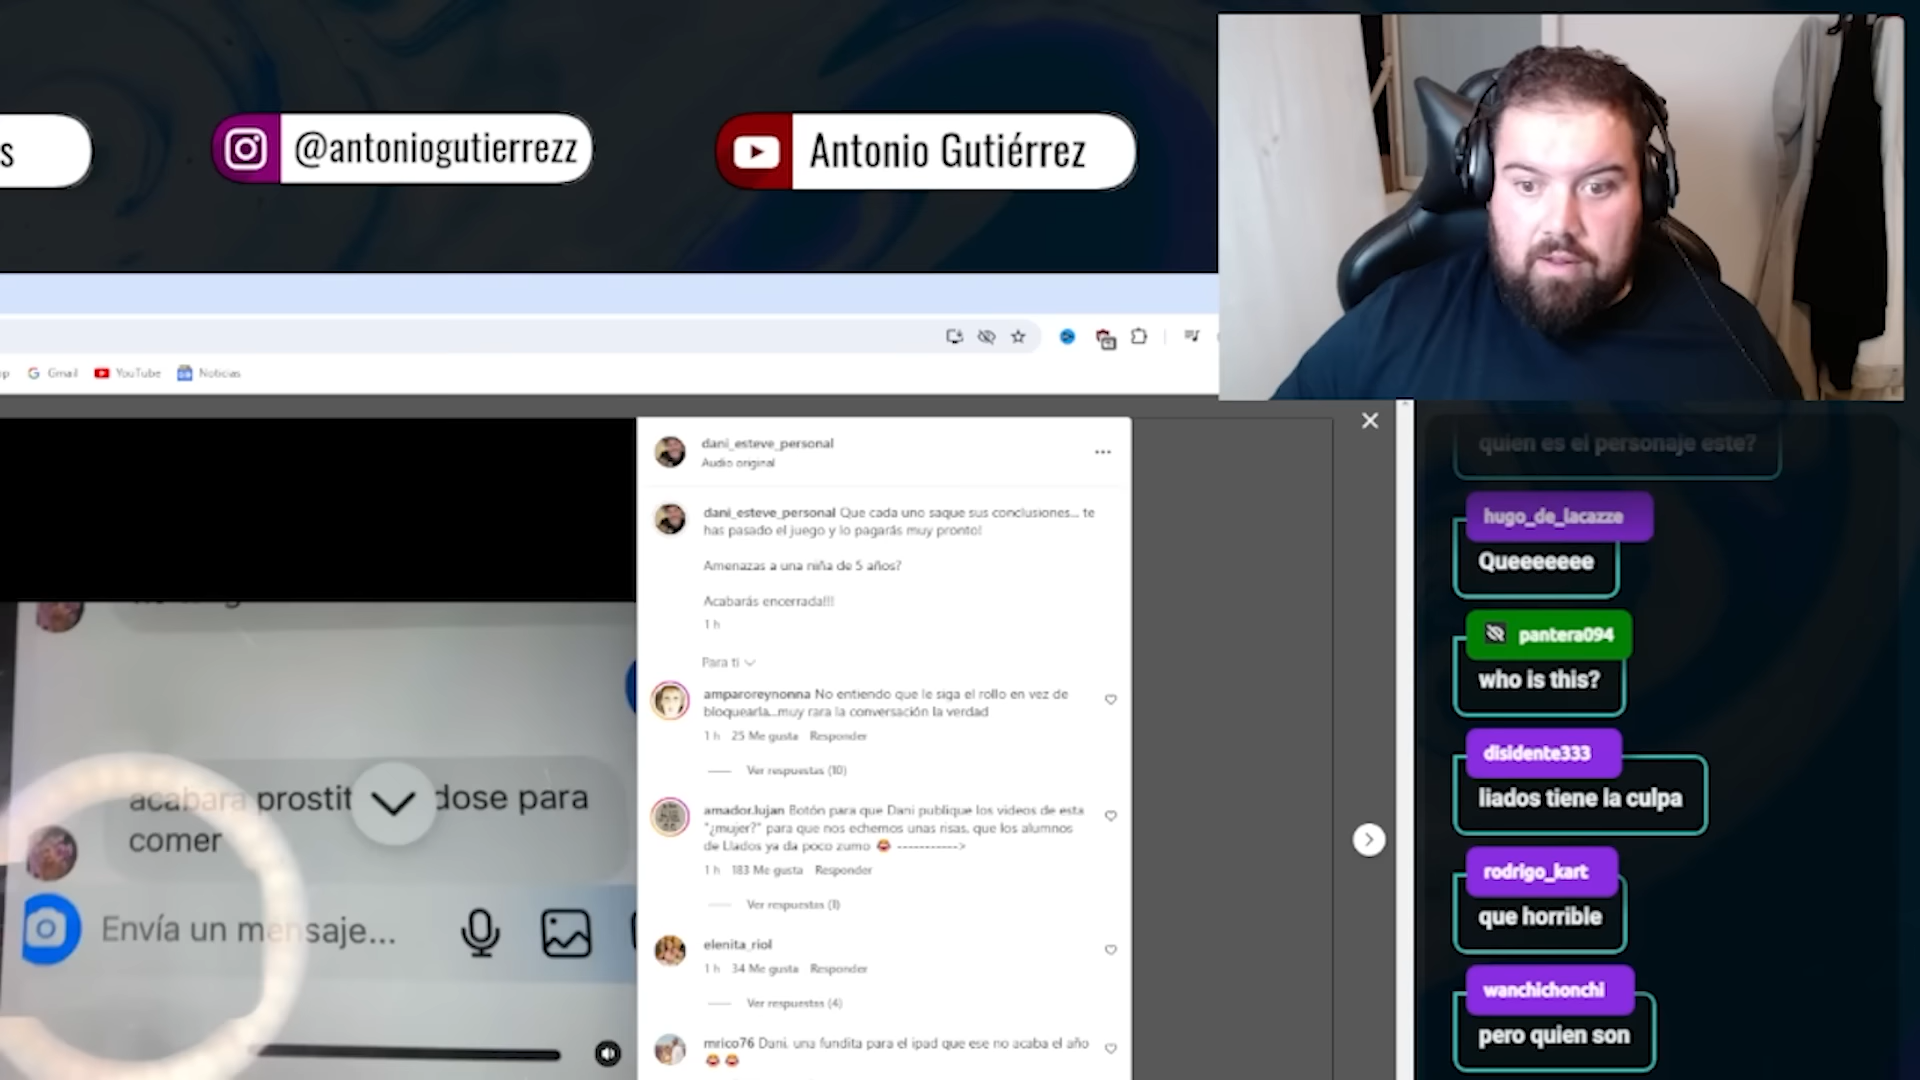 s
@antoniogutierrezz
Antonio Gutiérrez
Gmail
YouTube
Noticias
dani_esteve_personal
Audio original
dani_esteve_personal Que cada uno saque sus conclusiones... te
has pasado el juego y lo pagarás muy pronto!
Amenazas a una niña de 5 años?
Acabarás encerrada!!!
1 h
Para ti
amparoreynonna No entiendo que le siga el rollo en vez de
bloquearla...muy rara la conversación la verdad
1 h 25 Me gusta Responder
Ver respuestas (10)
amador.lujan Botón para que Dani publique los videos de esta
"¿mujer?" para que nos echemos unas risas, que los alumnos
de Llados ya da poco zumo 😂 ----------->
1 h 183 Me gusta Responder
Ver respuestas (1)
elenita_riol
1 h 34 Me gusta Responder
Ver respuestas (4)
mrico76 Dani, una fundita para el ipad que ese no acaba el año
😂😂
acabara prostit dose para
comer
Envía un mensaje...
quien es el personaje este?
hugo_de_lacazze
Queeeeeee
pantera094
who is this?
disidente333
liados tiene la culpa
rodrigo_kart
que horrible
wanchichonchi
pero quien son